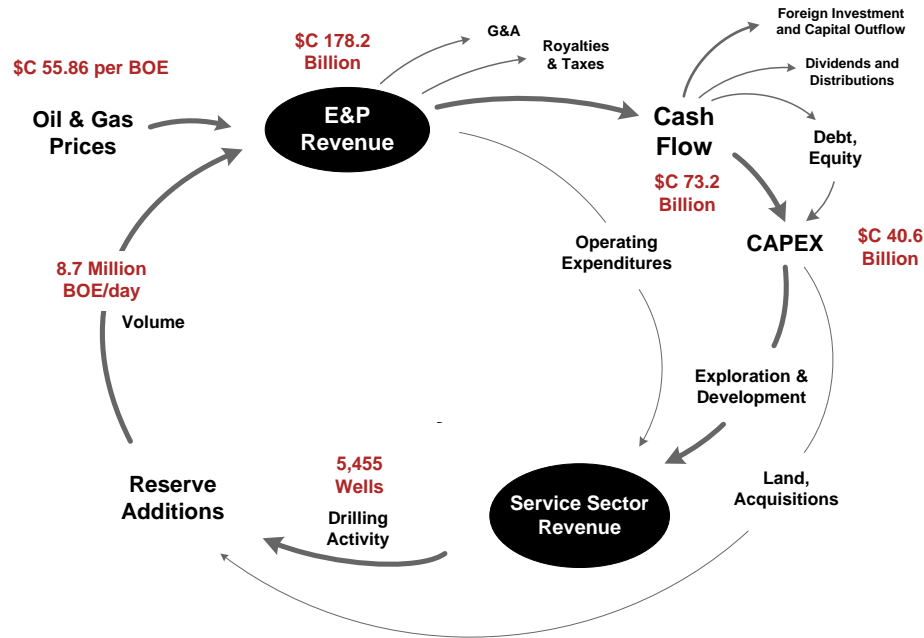 Foreign Investment
and Capital Outflow
G&A
$C 178.2
Billion
Royalties
& Taxes
$C 55.86 per BOE
Dividends and
Distributions
Oil & Gas
Prices
E&P
Revenue
Cash
Flow
Debt,
Equity
$C 73.2
Billion
CAPEX
$C 40.6
Billion
Operating
Expenditures
8.7 Million
BOE/day
Volume
Exploration &
Development
5,455
Wells
Reserve
Additions
Drilling
Activity
Service Sector
Revenue
Land,
Acquisitions